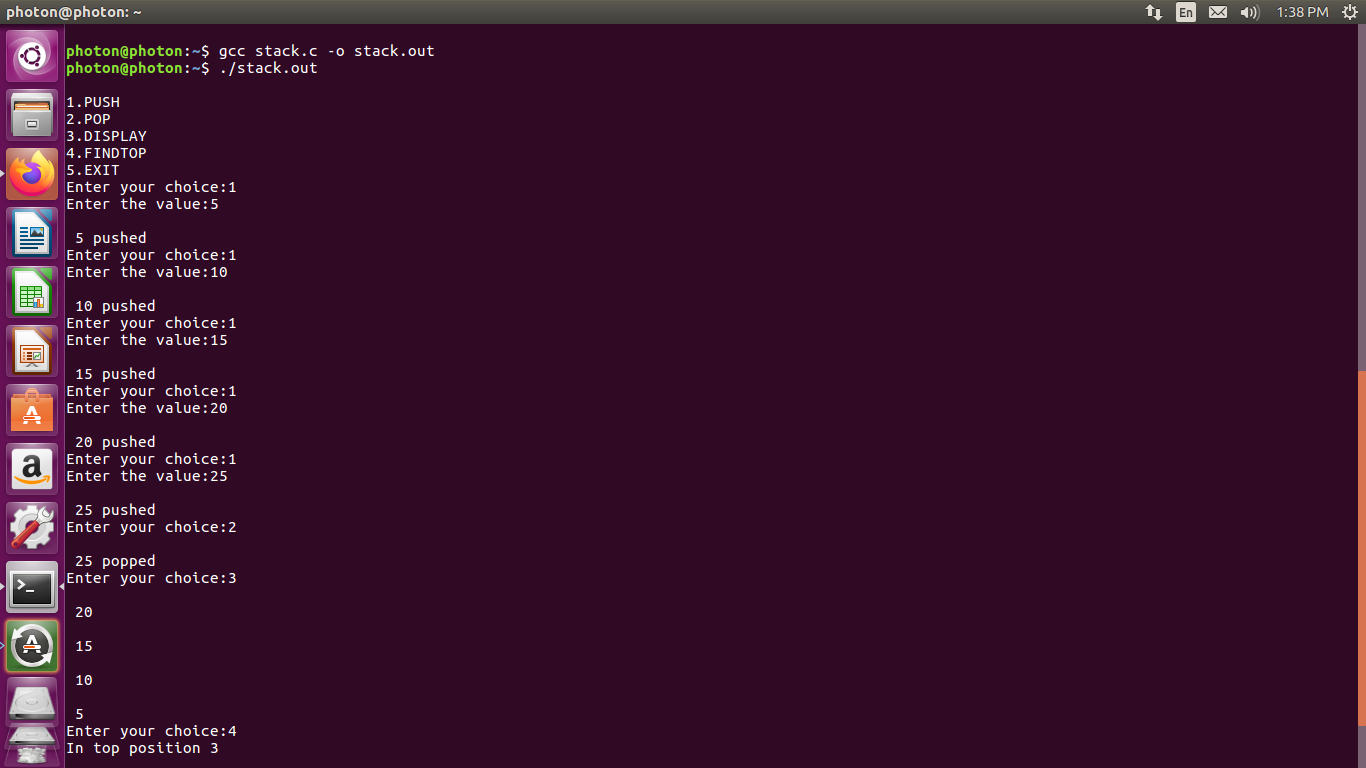 photon@photon: ~
En
1:38 PM
photon@photon:~$ gcc stack.c -o stack.out
photon@photon:~$ ./stack.out
1.PUSH
2.POP
3.DISPLAY
4.FINDTOP
5.EXIT
Enter your choice:1
Enter the value:5
5 pushed
Enter your choice:1
Enter the value:10
10 pushed
Enter your choice:1
Enter the value:15
15 pushed
Enter your choice:1
Enter the value:20
20 pushed
Enter your choice:1
Enter the value:25
25 pushed
Enter your choice:2
25 popped
Enter your choice:3
20
15
10
5
Enter your choice:4
In top position 3